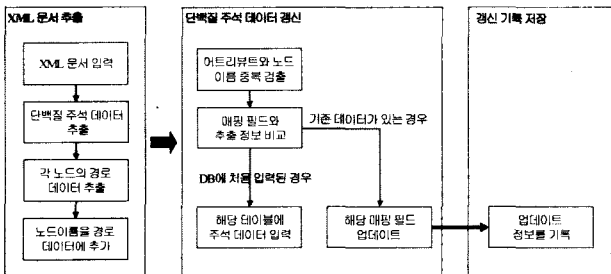 XML 문서 추출
XML 문서 입력
단백질 주석 데이터
추출
각 노드의 경로
데이터 추출
노드이름을 경로
데이터에 추가
단백질 주석 데이터 갱신
어트리뷰트와 노드
이름 중복 검출
매핑 필드와
추출 정보 비교
기존 데이터가 있는 경우
DB에 처음 입력된 경우
해당 테이블에
주석 데이터 입력
해당 매핑 필드
업데이트
갱신 기록 저장
업데이트
정보를 기록